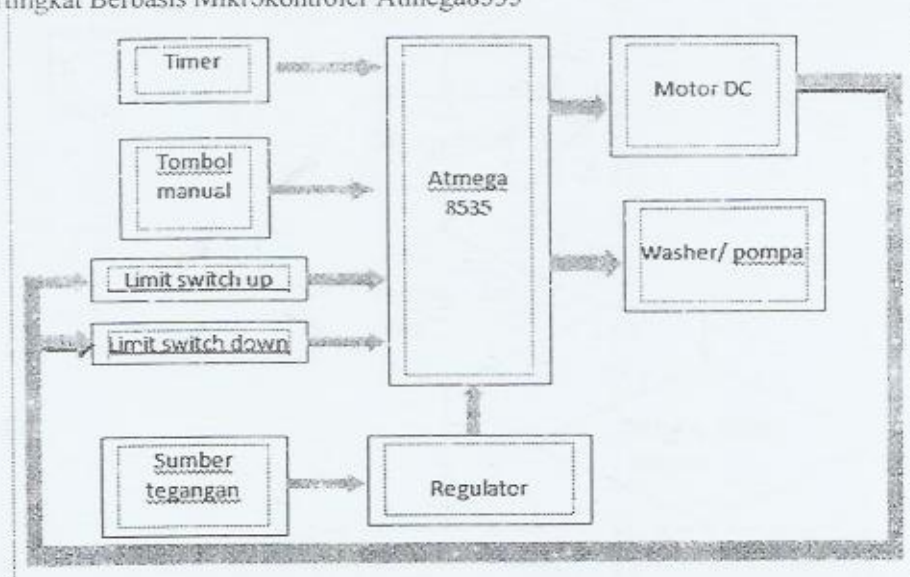 tingkat Berbasis Mikrokontroler Atmega8535
Timer
Motor DC
Tombol
manual
Atmega
8535
Washer/ pompa
Limit switch up
Limit switch down
Sumber
tegangan
Regulator